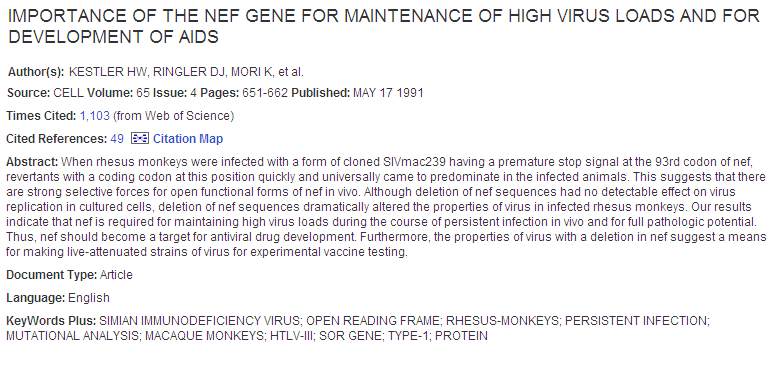 IMPORTANCE OF THE NEF GENE FOR MAINTENANCE OF HIGH VIRUS LOADS AND FOR
DEVELOPMENT OF AIDS
Author(s): KESTLER HW, RINGLER DJ, MORI K, et al.
Source: CELL Volume: 65 Issue: 4 Pages: 651-662 Published: MAY 17 1991
Times Cited: 1,103 (from Web of Science)
Cited References: 49 Citation Map
Abstract: When rhesus monkeys were infected with a form of cloned SIVmac239 having a premature stop signal at the 93rd codon of nef,
revertants with a coding codon at this position quickly and universally came to predominate in the infected animals. This suggests that there
are strong selective forces for open functional forms of nef in vivo. Although deletion of nef sequences had no detectable effect on virus
replication in cultured cells, deletion of nef sequences dramatically altered the properties of virus in infected rhesus monkeys. Our results
indicate that nef is required for maintaining high virus loads during the course of persistent infection in vivo and for full pathologic potential.
Thus, nef should become a target for antiviral drug development. Furthermore, the properties of virus with a deletion in nef suggest a means
for making live-attenuated strains of virus for experimental vaccine testing.
Document Type: Article
Language: English
KeyWords Plus: SIMIAN IMMUNODEFICIENCY VIRUS; OPEN READING FRAME; RHESUS-MONKEYS; PERSISTENT INFECTION;
MUTATIONAL ANALYSIS; MACAQUE MONKEYS; HTLV-III; SOR GENE; TYPE-1; PROTEIN